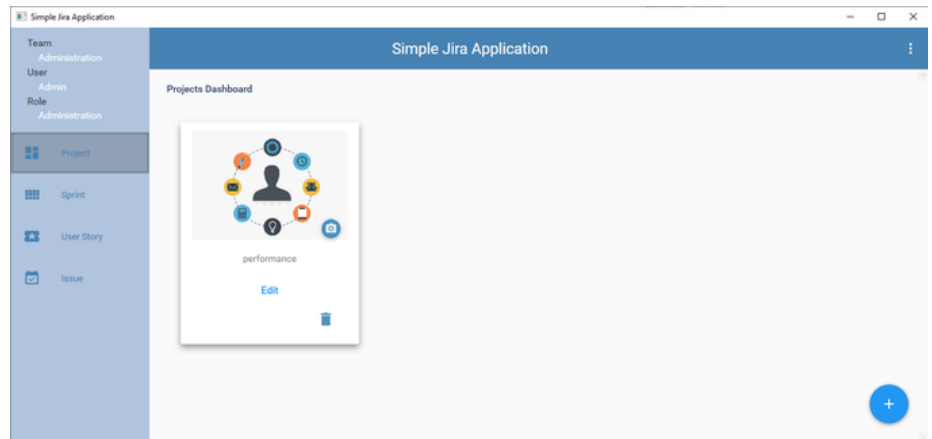 Simple Jira Application
Simple Jira Application
Team
Administration
User
Admin
Role
Administration
Project
Sprint
User Story
Issue
Projects Dashboard
performance
Edit